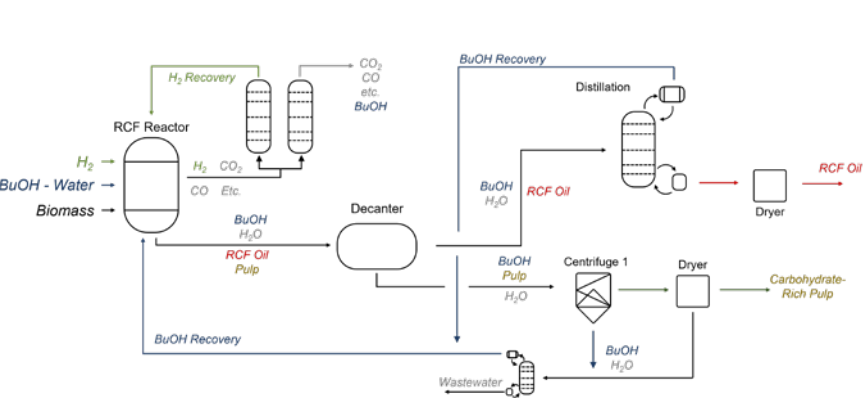 BuOH Recovery
H₂ Recovery
CO₂
CO
etc.
BuOH
Distillation
RCF Reactor
H₂
BuOH - Water
Biomass
H₂ CO₂
CO Etc.
BuOH
H₂O
RCF Oil
RCF Oil
Dryer
Decanter
BuOH
H₂O
RCF Oil
Pulp
BuOH
Pulp
H₂O
Centrifuge 1
Dryer
Carbohydrate-
Rich Pulp
BuOH Recovery
BuOH
H₂O
Wastewater